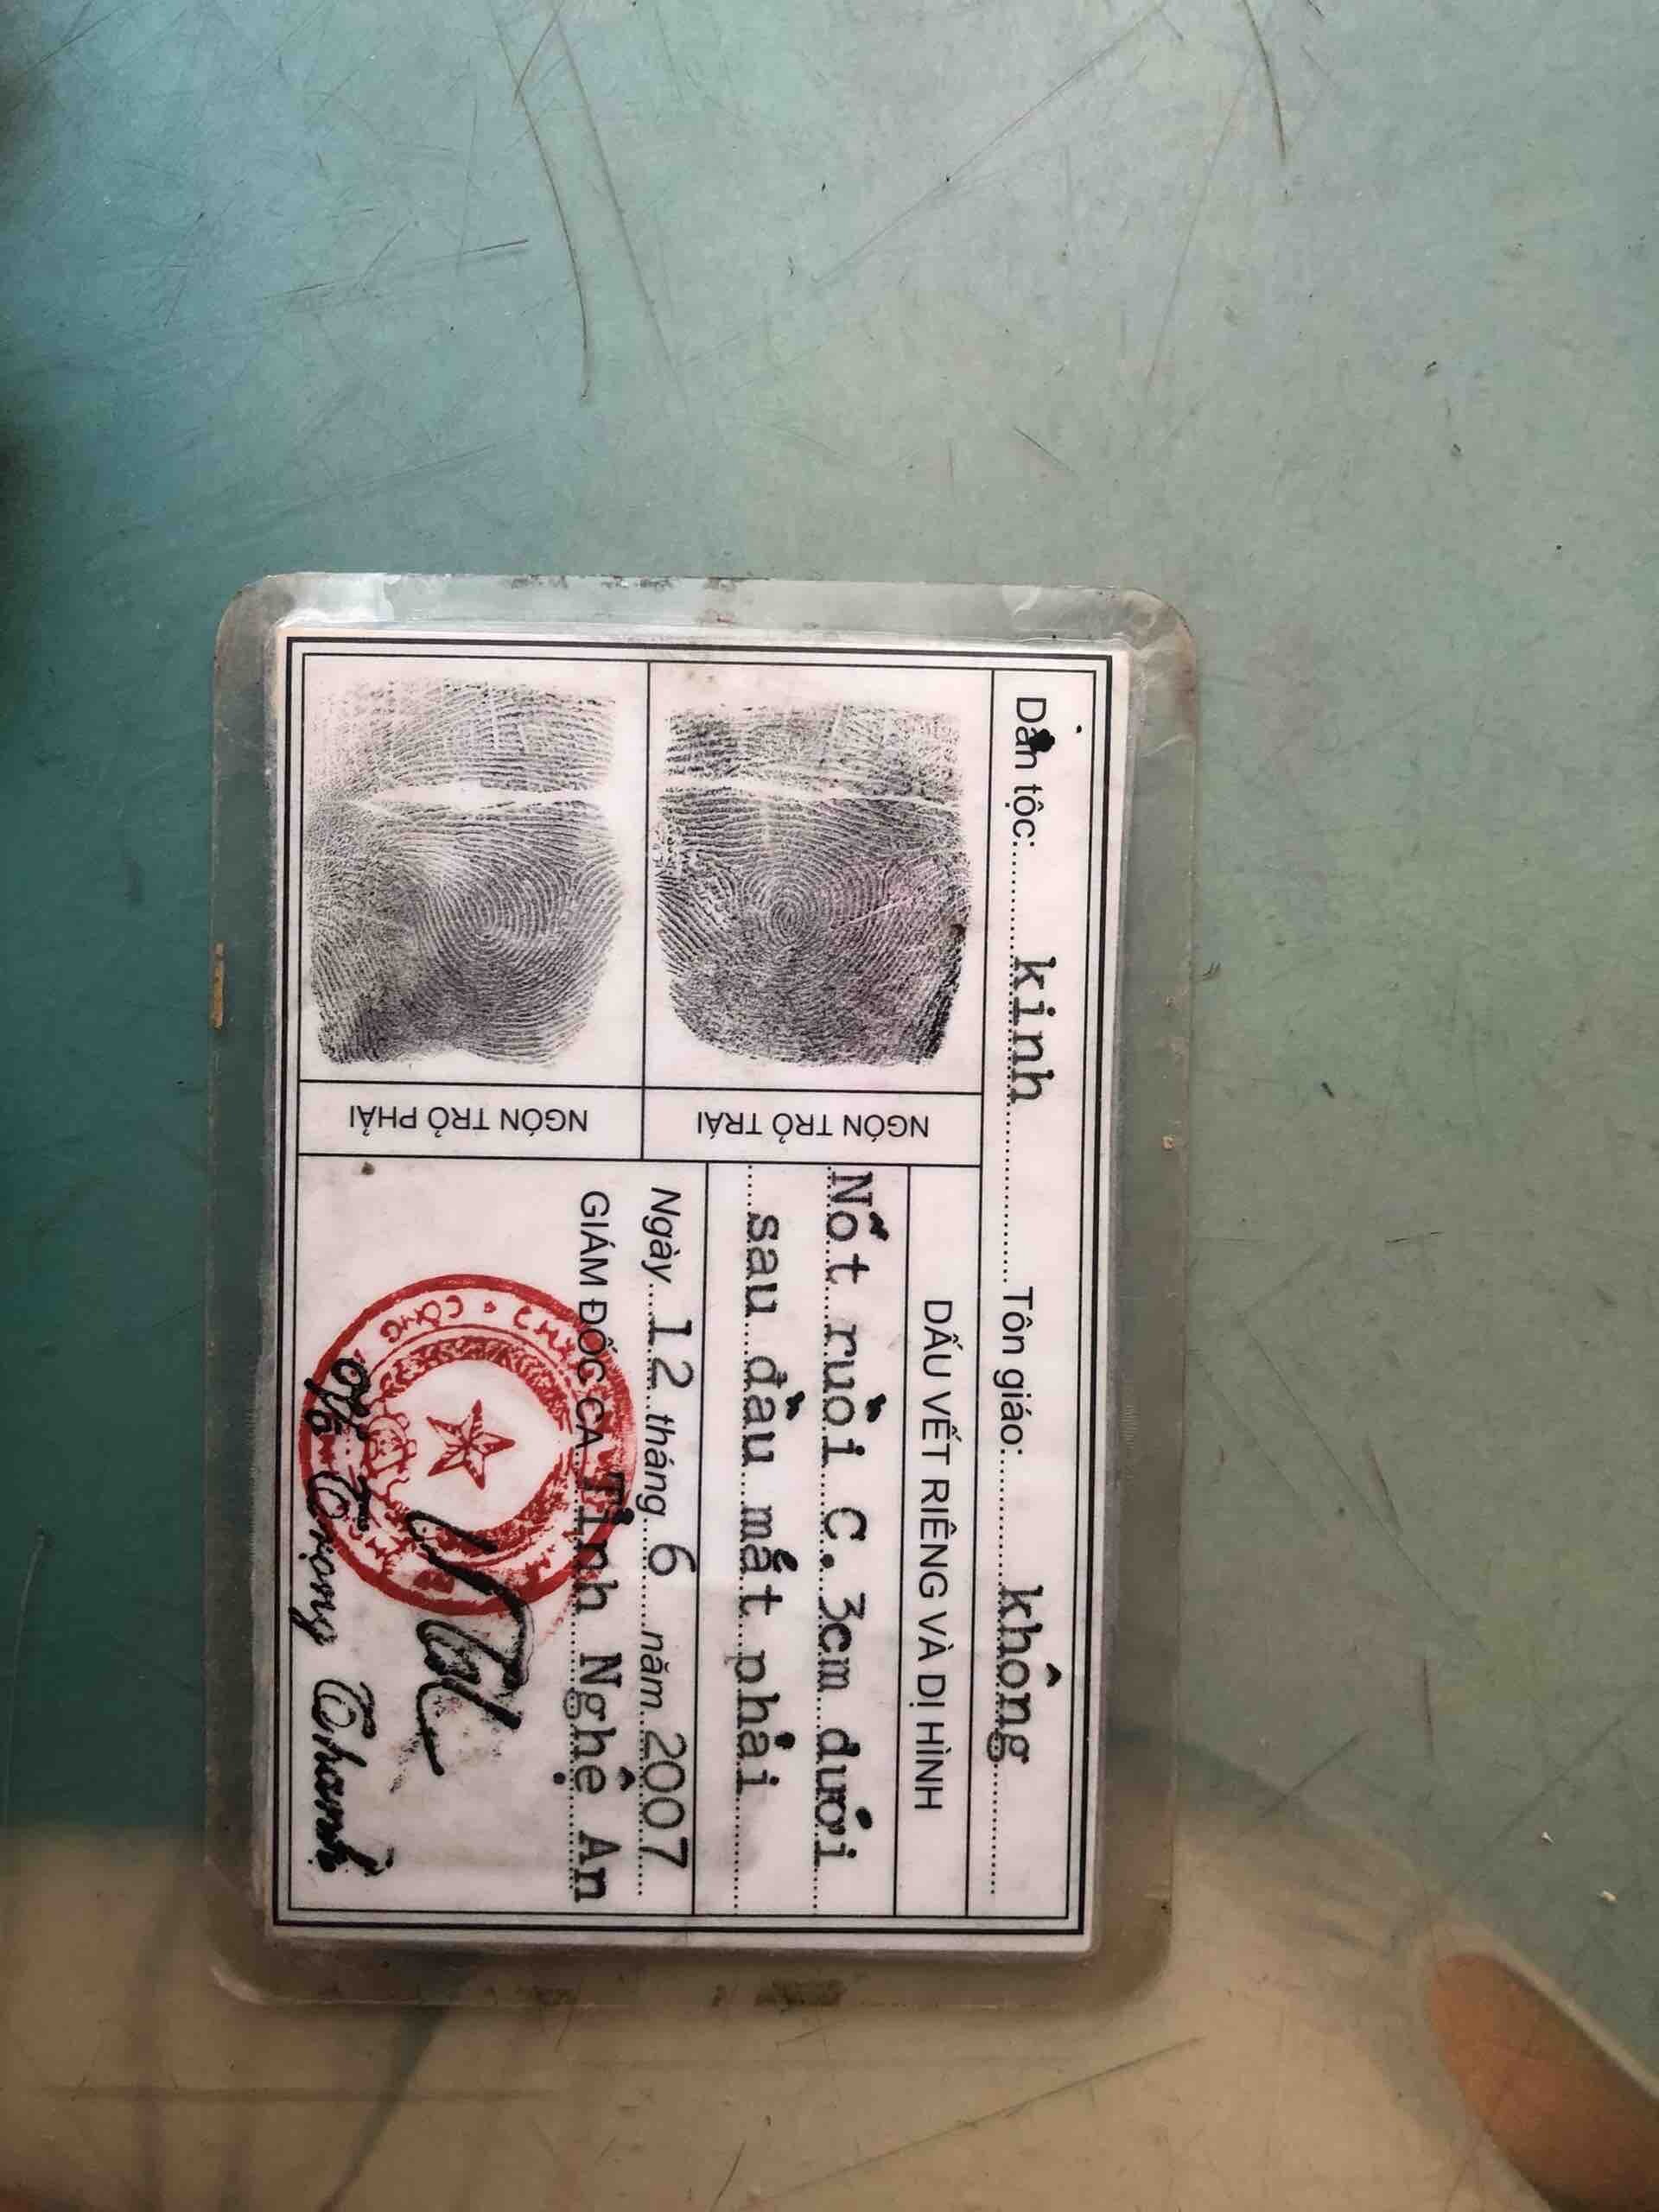 Dân tộc: kinh Tôn giáo: không
NGÓN TRỎ TRÁI
NGÓN TRỎ PHẢI
DẤU VẾT RIÊNG VÀ DỊ HÌNH
Nốt ruồi C. 3cm dưới
sau đầu mắt phải
Ngày 12 tháng 6 năm 2007
GIÁM ĐỐC CA Tỉnh Nghệ An
Trọng Thanh